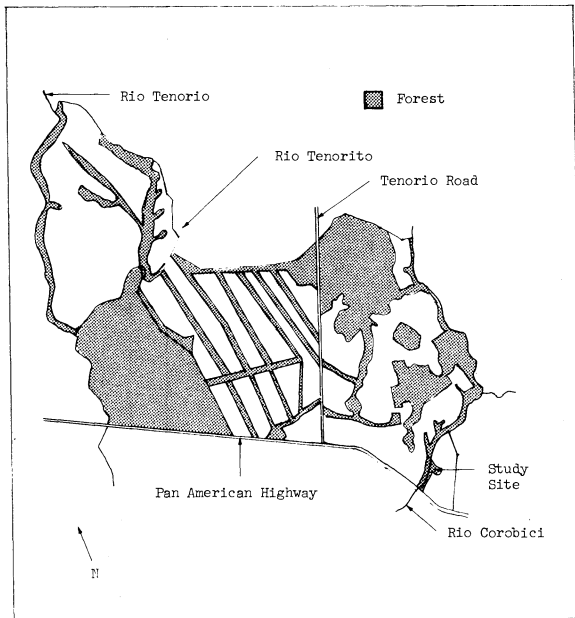 Rio Tenorio
Forest
Rio Tenorito
Tenorio Road
Study
Site
Pan American Highway
Rio Corobici
N